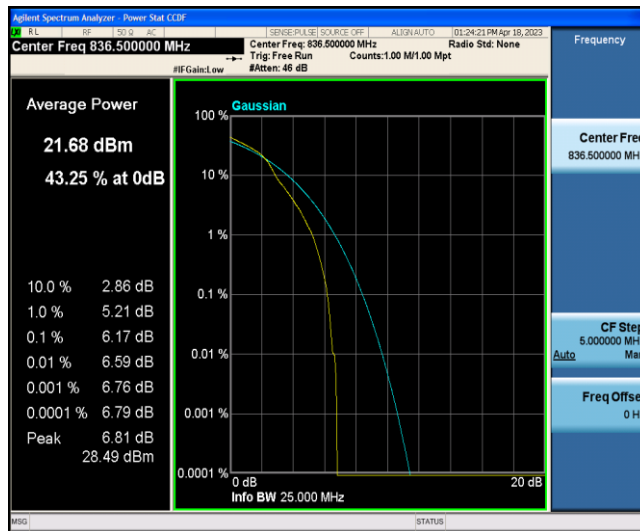 Agilent Spectrum Analyzer - Power Stat CCDF
RL RF 50 Ω AC SENSE:PULSE SOURCE OFF ALIGN AUTO 01:24:21 PM Apr 18, 2023
Center Freq 836.500000 MHz
Center Freq: 836.500000 MHz Radio Std: None
Trig: Free Run Counts:1.00 M/1.00 Mpt
#IFGain:Low #Atten: 46 dB
Frequency
Average Power
21.68 dBm
43.25 % at 0dB
10.0 % 2.86 dB
1.0 % 5.21 dB
0.1 % 6.17 dB
0.01 % 6.59 dB
0.001 % 6.76 dB
0.0001 % 6.79 dB
Peak 6.81 dB
28.49 dBm
Gaussian
100 %
10 %
1 %
0.1 %
0.01 %
0.001 %
0.0001 %
0 dB 20 dB
Info BW 25.000 MHz
Center Fre
836.500000 MH
CF Step
5.000000 MH
Auto Ma
Freq Offse
0 H
MSG STATUS